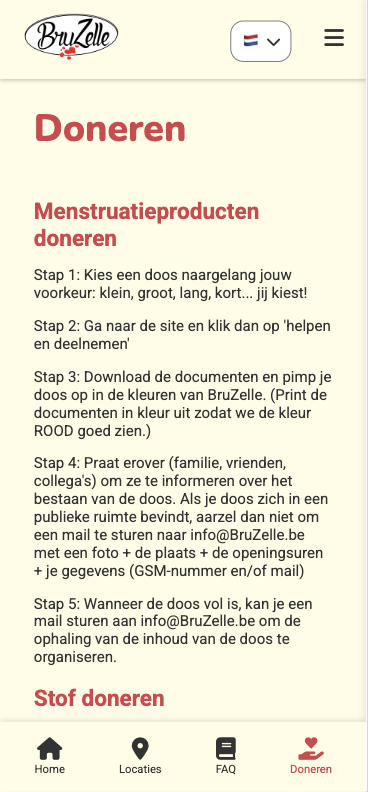 BruZelle
Doneren
Menstruatieproducten
doneren
Stap 1: Kies een doos naargelang jouw
voorkeur: klein, groot, lang, kort... jij kiest!
Stap 2: Ga naar de site en klik dan op 'helpen
en deelnemen'
Stap 3: Download de documenten en pimp je
doos op in de kleuren van BruZelle. (Print de
documenten in kleur uit zodat we de kleur
ROOD goed zien.)
Stap 4: Praat erover (familie, vrienden,
collega's) om ze te informeren over het
bestaan van de doos. Als je doos zich in een
publieke ruimte bevindt, aarzel dan niet om
een mail te sturen naar info@BruZelle.be
met een foto + de plaats + de openingsuren
+ je gegevens (GSM-nummer en/of mail)
Stap 5: Wanneer de doos vol is, kan je een
mail sturen aan info@BruZelle.be om de
ophaling van de inhoud van de doos te
organiseren.
Stof doneren
Home
Locaties
FAQ
Doneren